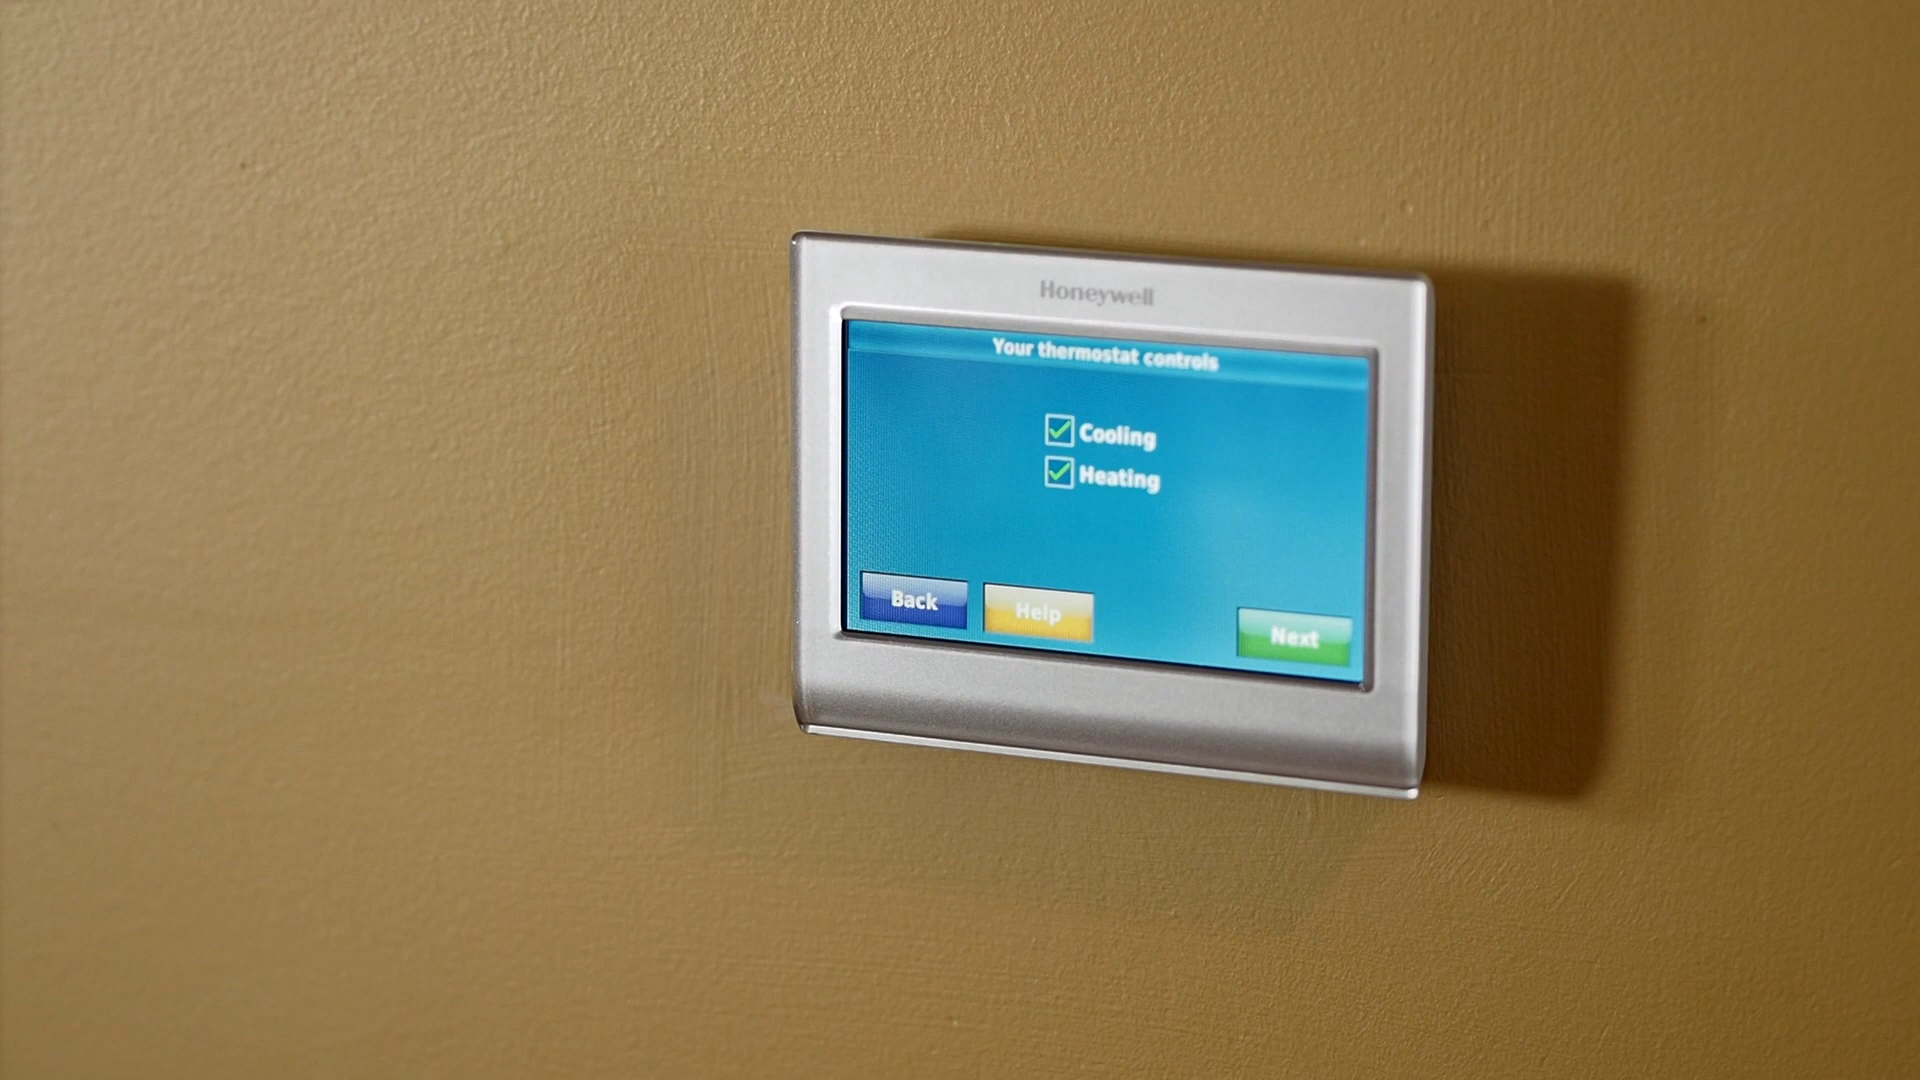 Honeywell
Your thermostat controls
Cooling
Heating
Back
Help
Next